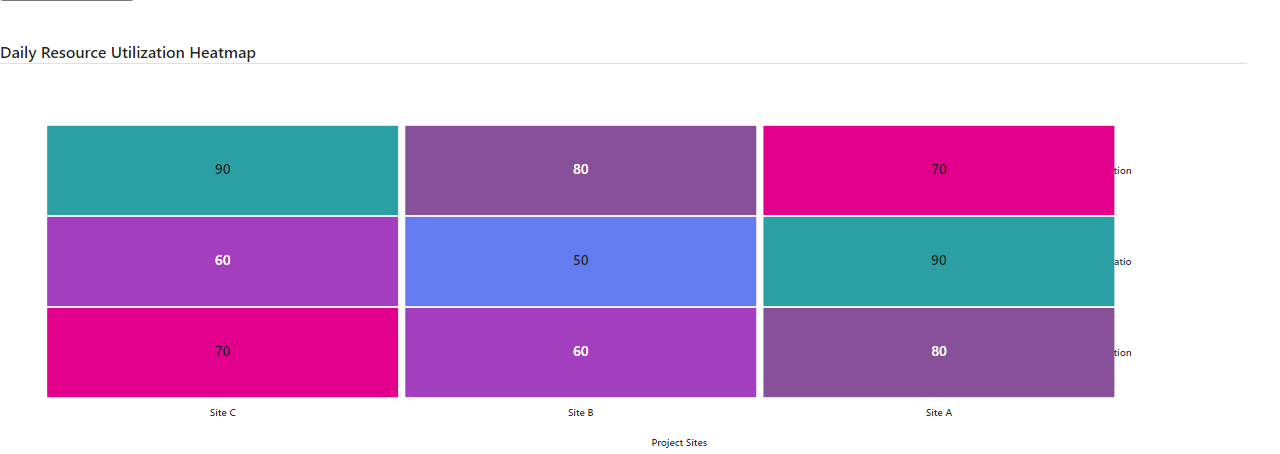 Daily Resource Utilization Heatmap
90 80 70 tion
60 50 90 atio
70 60 80 tion
Site C Site B Site A
Project Sites